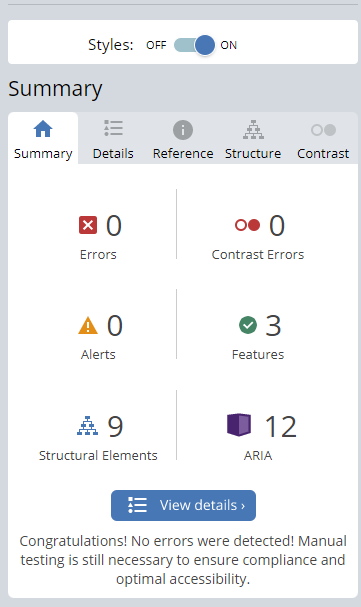 Styles: OFF ON
Summary
Summary Details Reference Structure Contrast
0 0
Errors Contrast Errors
0 3
Alerts Features
9 12
Structural Elements ARIA
View details ›
Congratulations! No errors were detected! Manual
testing is still necessary to ensure compliance and
optimal accessibility.